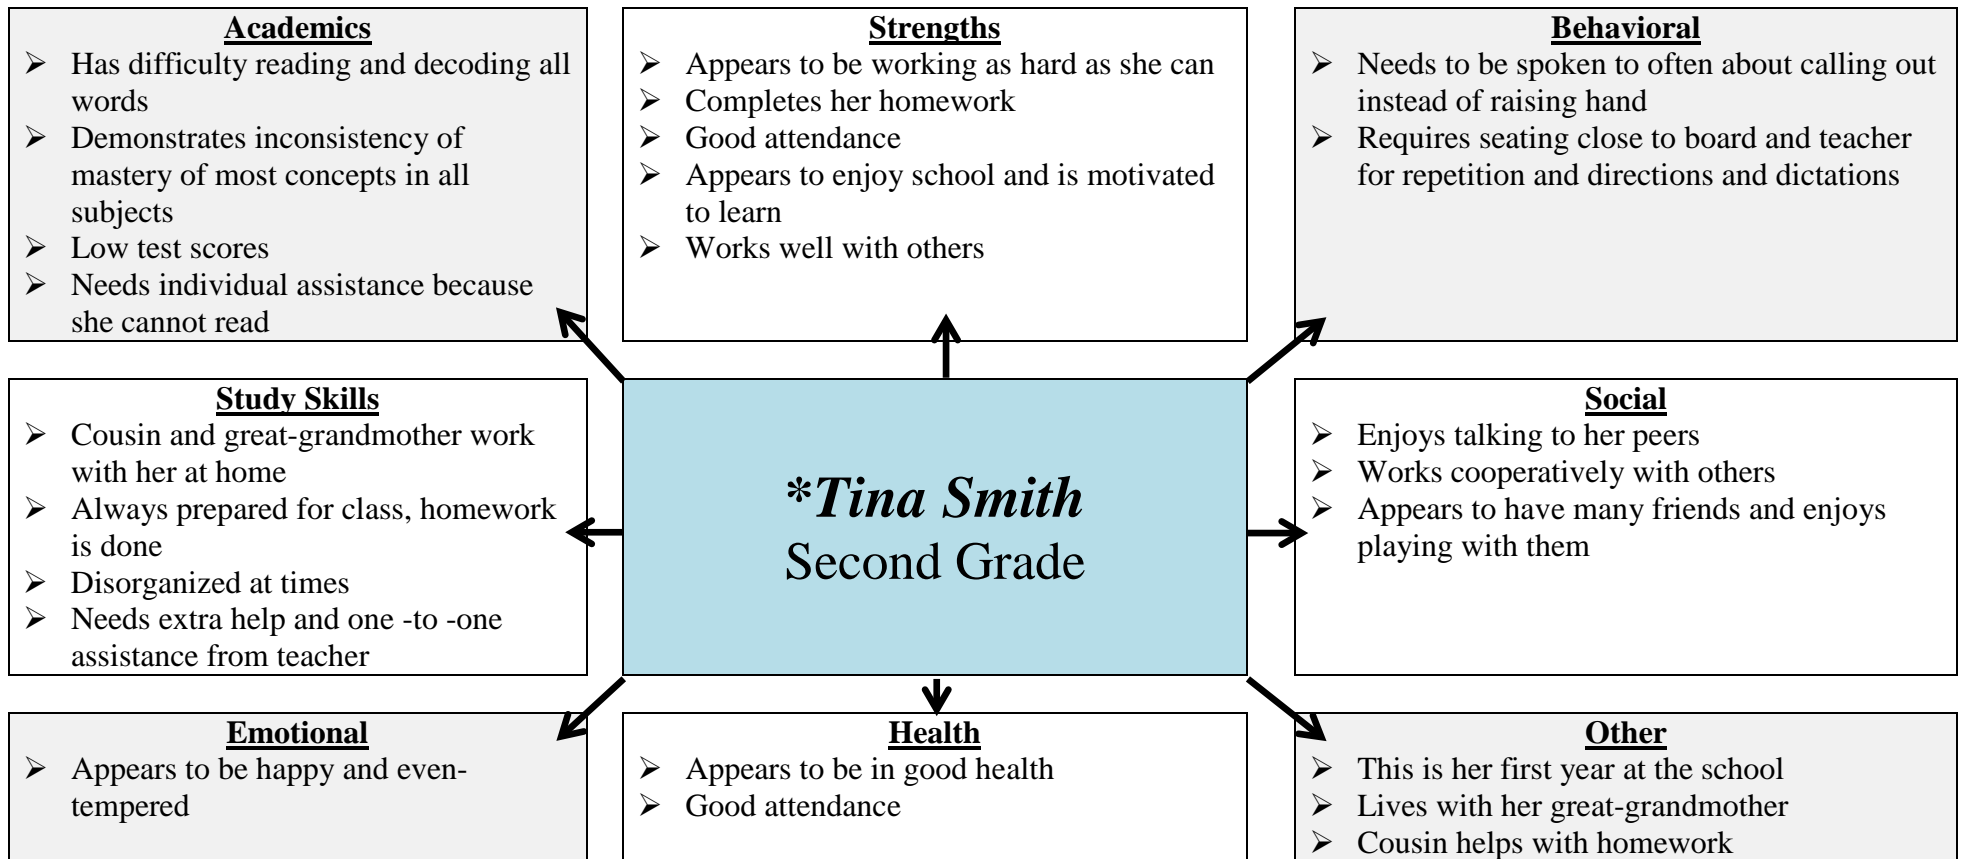 Academics
➢ Has difficulty reading and decoding all
words
➢ Demonstrates inconsistency of
mastery of most concepts in all
subjects
➢ Low test scores
➢ Needs individual assistance because
she cannot read
Strengths
➢ Appears to be working as hard as she can
➢ Completes her homework
➢ Good attendance
➢ Appears to enjoy school and is motivated
to learn
➢ Works well with others
Behavioral
➢ Needs to be spoken to often about calling out
instead of raising hand
➢ Requires seating close to board and teacher
for repetition and directions and dictations
Study Skills
➢ Cousin and great-grandmother work
with her at home
➢ Always prepared for class, homework
is done
➢ Disorganized at times
➢ Needs extra help and one -to -one
assistance from teacher
*Tina Smith
Second Grade
Social
➢ Enjoys talking to her peers
➢ Works cooperatively with others
➢ Appears to have many friends and enjoys
playing with them
Emotional
➢ Appears to be happy and even-
tempered
Health
➢ Appears to be in good health
➢ Good attendance
Other
➢ This is her first year at the school
➢ Lives with her great-grandmother
➢ Cousin helps with homework